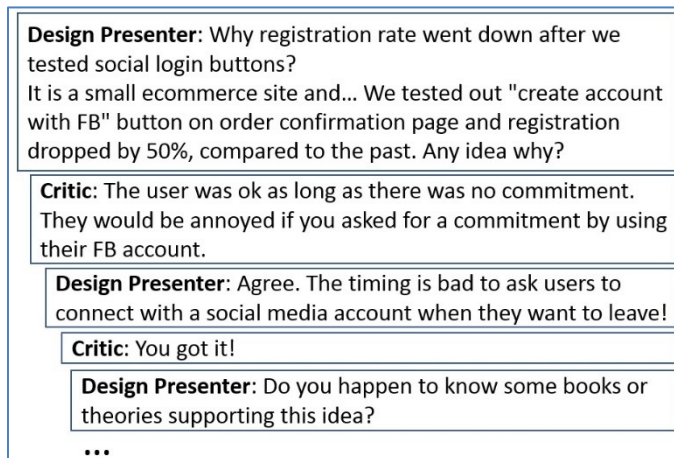 Design Presenter: Why registration rate went down after we
tested social login buttons?
It is a small ecommerce site and... We tested out "create account
with FB" button on order confirmation page and registration
dropped by 50%, compared to the past. Any idea why?
Critic: The user was ok as long as there was no commitment.
They would be annoyed if you asked for a commitment by using
their FB account.
Design Presenter: Agree. The timing is bad to ask users to
connect with a social media account when they want to leave!
Critic: You got it!
Design Presenter: Do you happen to know some books or
theories supporting this idea?
...